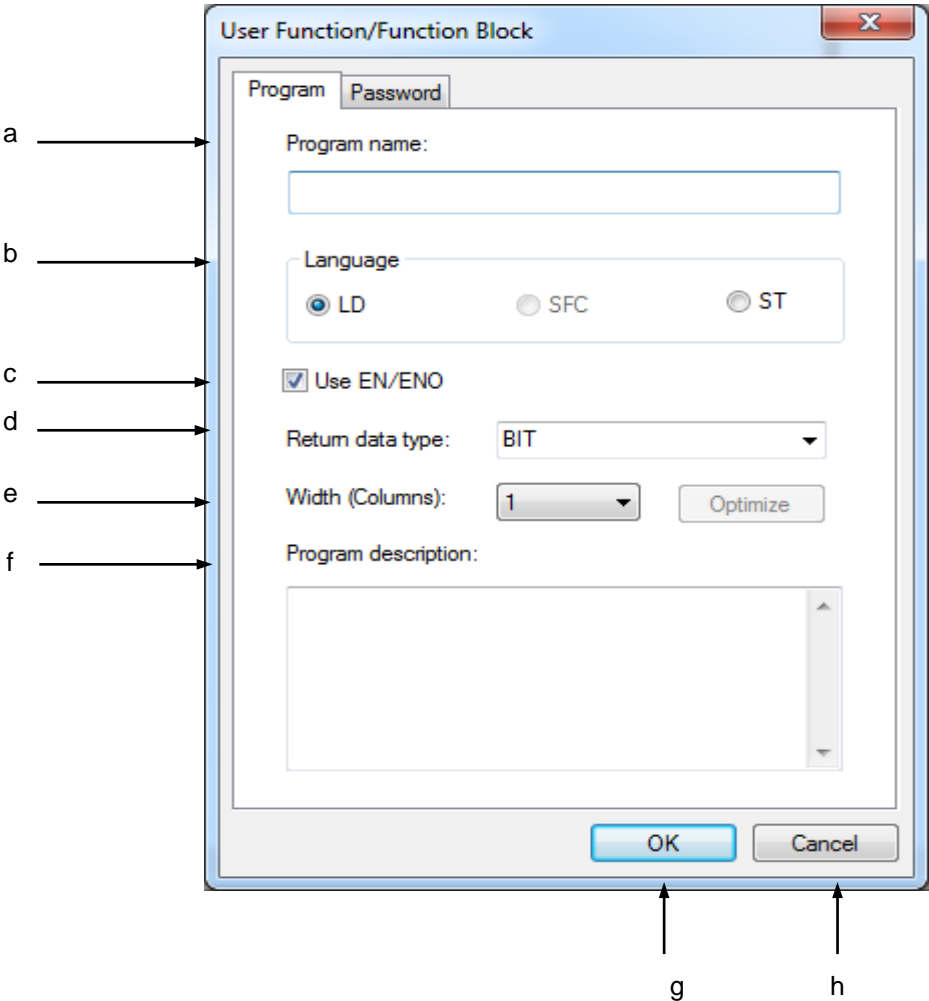 User Function/Function Block
Program Password
a Program name:
b Language
LD SFC ST
c Use EN/ENO
d Return data type: BIT
e Width (Columns): 1 Optimize
f Program description:
OK Cancel
g h